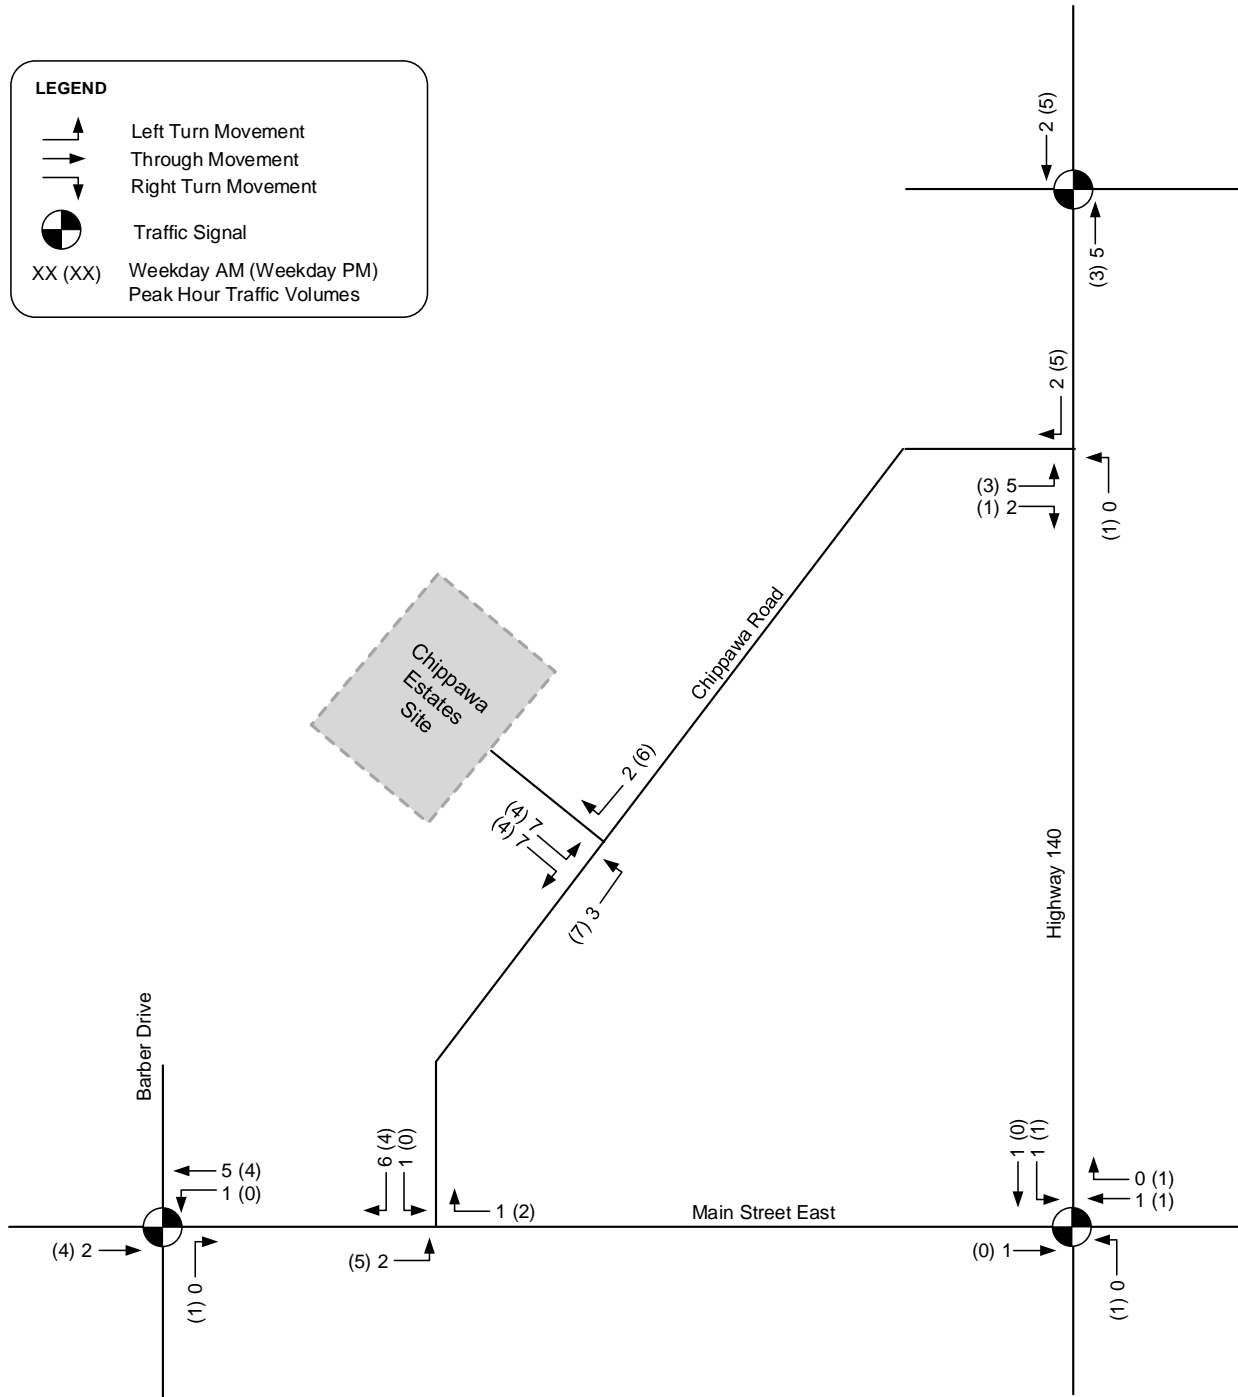 LEGEND
Left Turn Movement
Through Movement
Right Turn Movement
Traffic Signal
XX (XX)
Weekday AM (Weekday PM)
Peak Hour Traffic Volumes
2 (5)
(3) 5
2 (5)
(3) 5
(1) 2
(1) 0
Chippawa Road
Chippawa
Estates
Site
2 (6)
(4) 7
(4) 7
(7) 3
Highway 140
Barber Drive
5 (4)
1 (0)
(4) 2
(1) 0
6 (4)
1 (0)
1 (2)
(5) 2
Main Street East
1 (0)
1 (1)
0 (1)
1 (1)
(0) 1
(1) 0